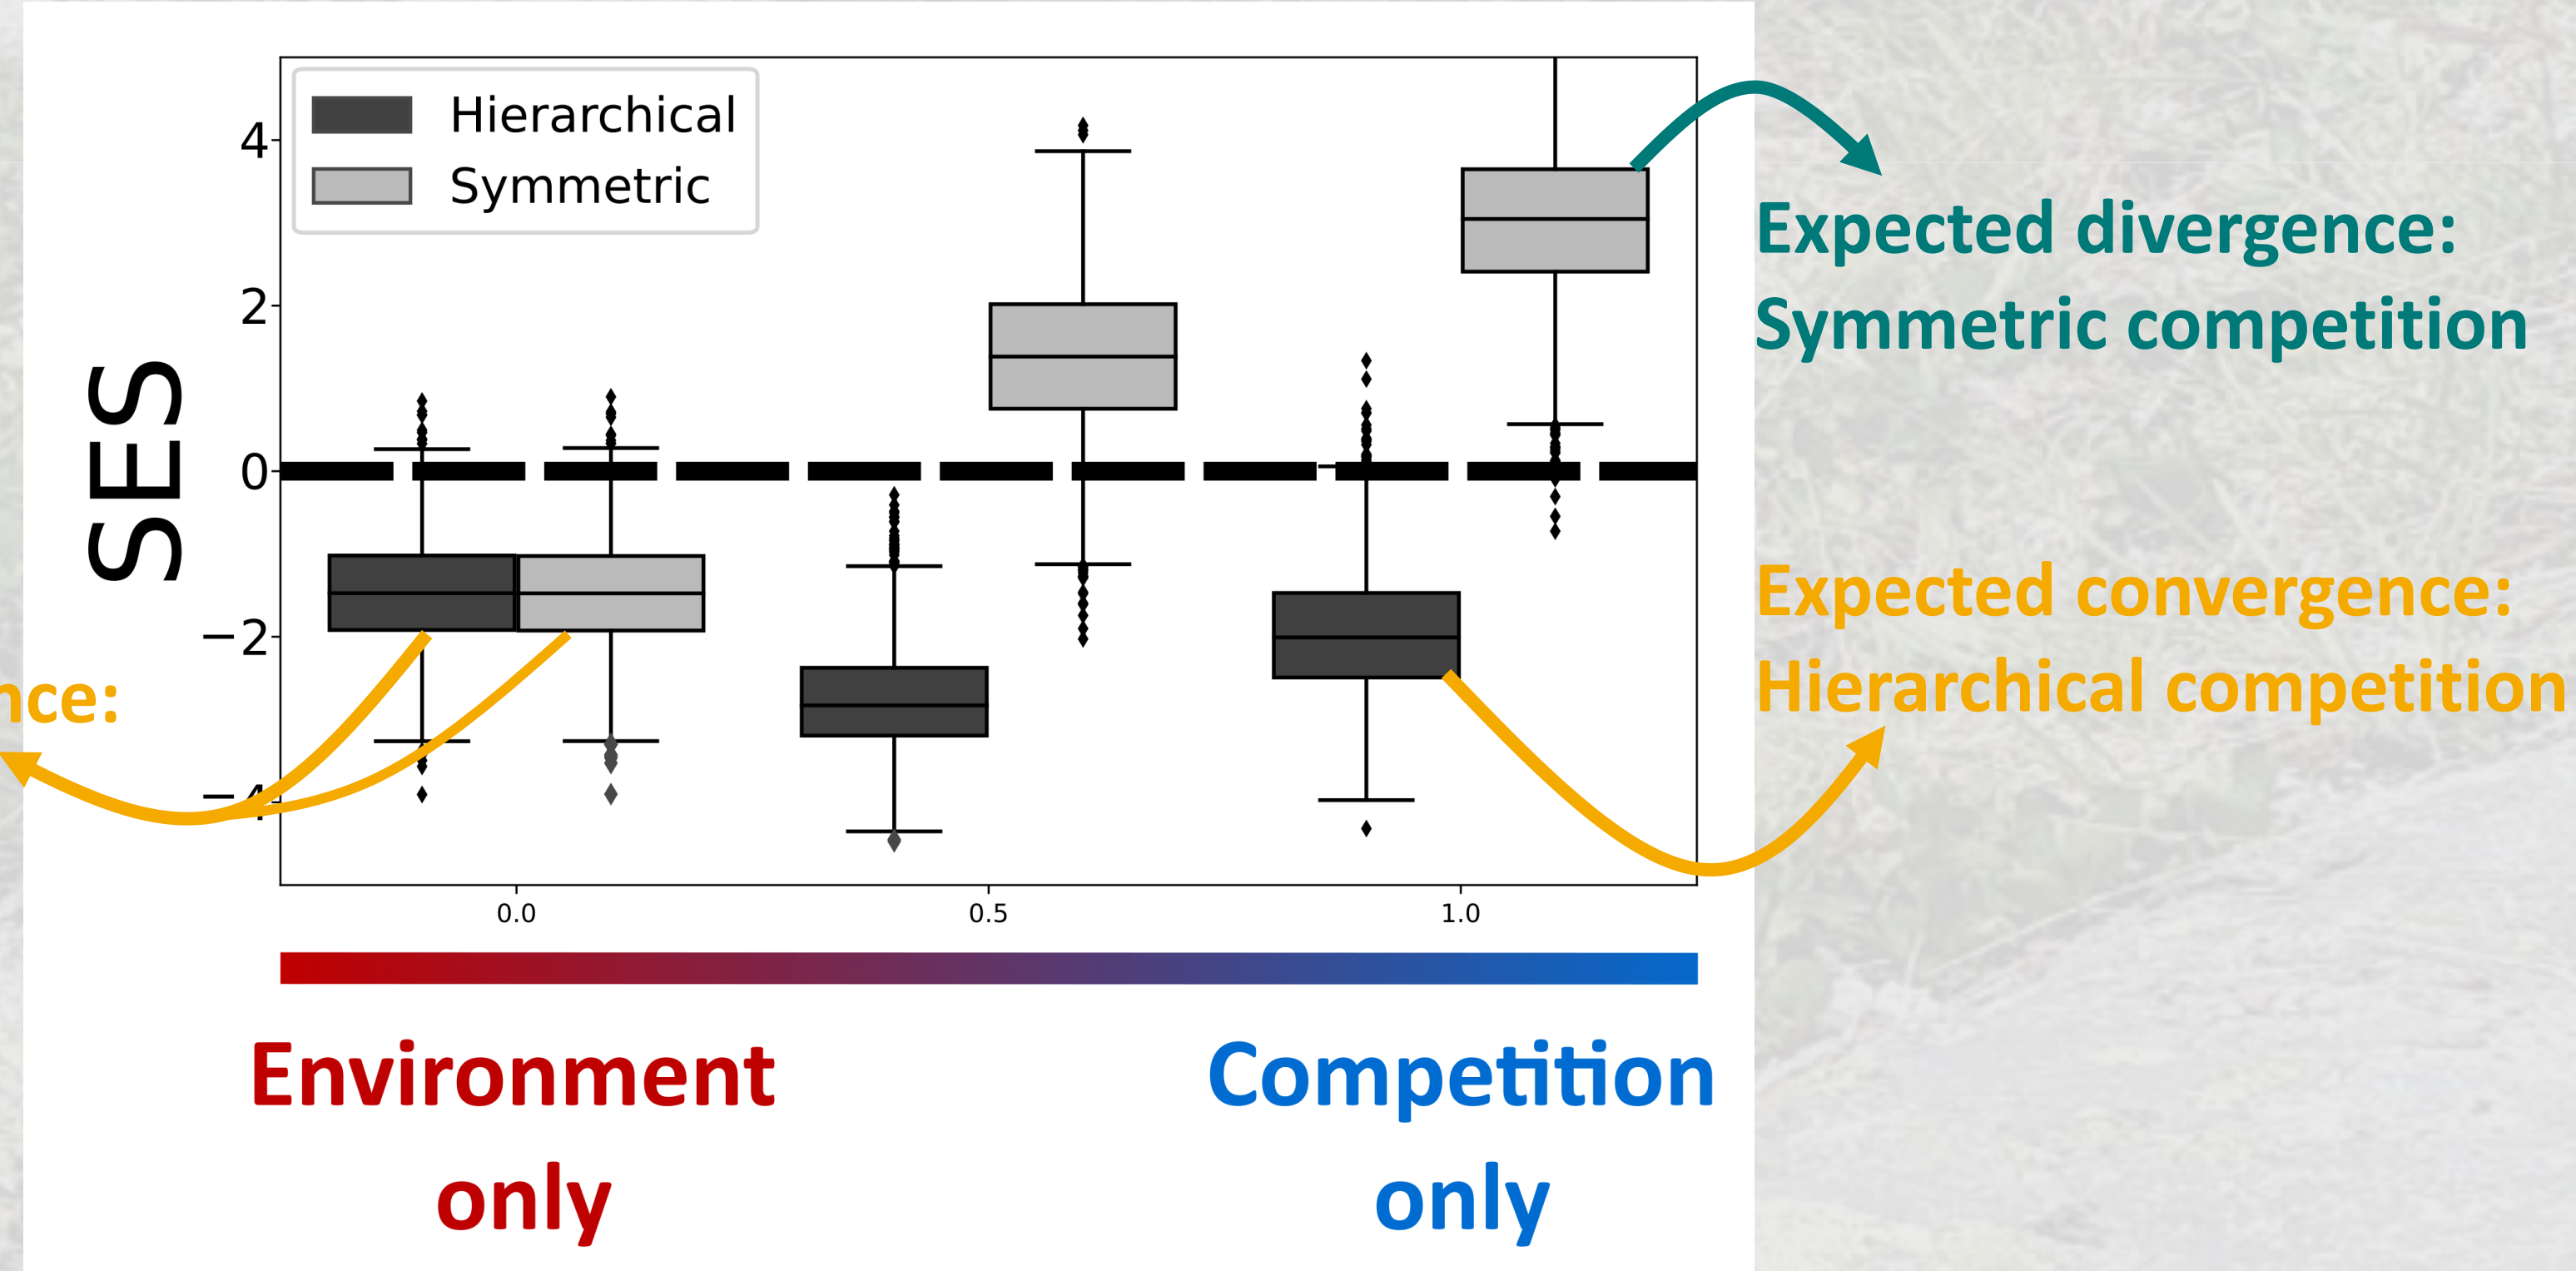 Hierarchical
Symmetric
4
2
0
−2
−4
SES
0.0
0.5
1.0
Environment
only
Competition
only
Expected divergence:
Symmetric competition
Expected convergence:
Hierarchical competition
nce: